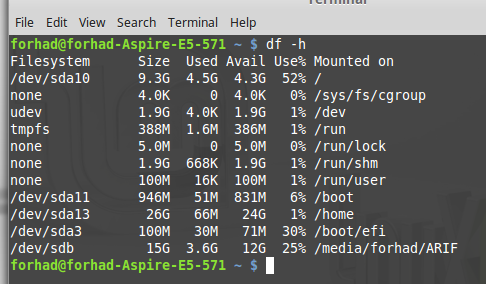 Terminal
File Edit View Search Terminal Help
forhad@forhad-Aspire-E5-571 ~ $ df -h
Filesystem Size Used Avail Use% Mounted on
/dev/sda10 9.3G 4.5G 4.3G 52% /
none 4.0K 0 4.0K 0% /sys/fs/cgroup
udev 1.9G 4.0K 1.9G 1% /dev
tmpfs 388M 1.6M 386M 1% /run
none 5.0M 0 5.0M 0% /run/lock
none 1.9G 668K 1.9G 1% /run/shm
none 100M 16K 100M 1% /run/user
/dev/sda11 946M 51M 831M 6% /boot
/dev/sda13 26G 66M 24G 1% /home
/dev/sda3 100M 30M 71M 30% /boot/efi
/dev/sdb 15G 3.6G 12G 25% /media/forhad/ARIF
forhad@forhad-Aspire-E5-571 ~ $